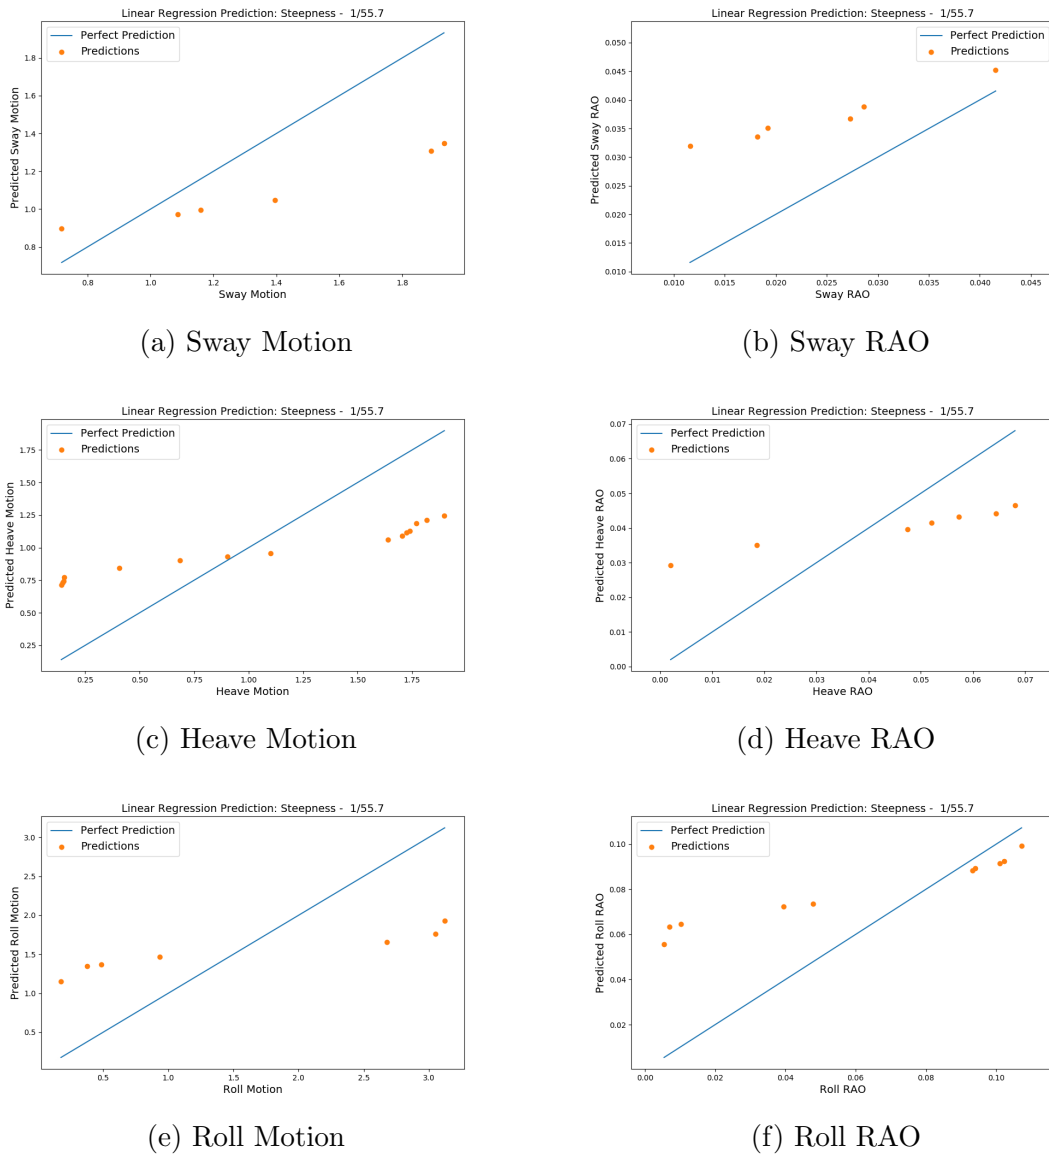 Linear Regression Prediction: Steepness - 1/55.7
Perfect Prediction
Predictions
Predicted Sway Motion
1.8
1.6
1.4
1.2
1.0
0.8
0.8 1.0 1.2 1.4 1.6 1.8
Sway Motion
(a) Sway Motion
Linear Regression Prediction: Steepness - 1/55.7
Perfect Prediction
Predictions
Predicted Sway RAO
0.050
0.045
0.040
0.035
0.030
0.025
0.020
0.015
0.010
0.010 0.015 0.020 0.025 0.030 0.035 0.040 0.045
Sway RAO
(b) Sway RAO
Linear Regression Prediction: Steepness - 1/55.7
Perfect Prediction
Predictions
Predicted Heave Motion
1.75
1.50
1.25
1.00
0.75
0.50
0.25
0.25 0.50 0.75 1.00 1.25 1.50 1.75
Heave Motion
(c) Heave Motion
Linear Regression Prediction: Steepness - 1/55.7
Perfect Prediction
Predictions
Predicted Heave RAO
0.07
0.06
0.05
0.04
0.03
0.02
0.01
0.00
0.00 0.01 0.02 0.03 0.04 0.05 0.06 0.07
Heave RAO
(d) Heave RAO
Linear Regression Prediction: Steepness - 1/55.7
Perfect Prediction
Predictions
Predicted Roll Motion
3.0
2.5
2.0
1.5
1.0
0.5
0.5 1.0 1.5 2.0 2.5 3.0
Roll Motion
(e) Roll Motion
Linear Regression Prediction: Steepness - 1/55.7
Perfect Prediction
Predictions
Predicted Roll RAO
0.10
0.08
0.06
0.04
0.02
0.00 0.02 0.04 0.06 0.08 0.10
Roll RAO
(f) Roll RAO